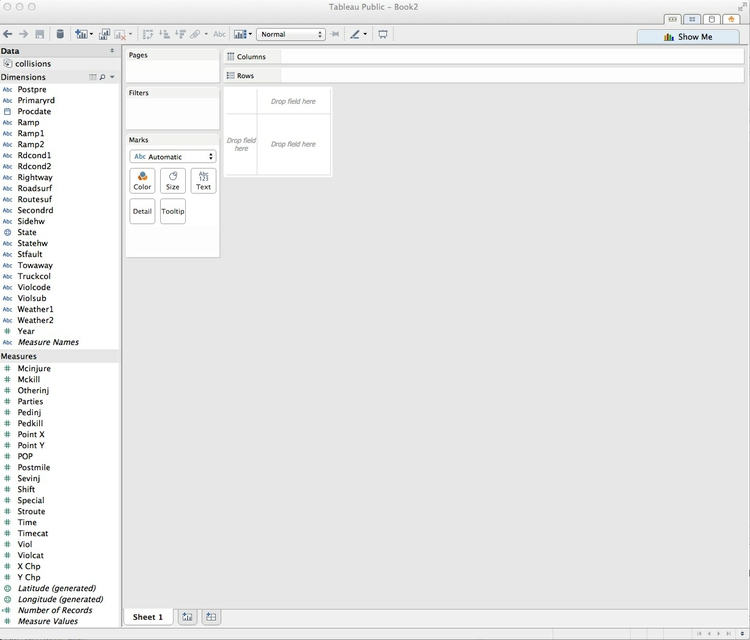 Tableau Public - Book2
Abc
Normal
Show Me
Data
collisions
Dimensions
Abc Postpre
Abc Primaryrd
Procdate
Abc Ramp
Abc Ramp1
Abc Ramp2
Abc Rdcond1
Abc Rdcond2
Abc Rightway
Abc Roadsurf
Abc Routesuf
Abc Secondrd
Abc Sidehw
State
Abc Statehw
Abc Stfault
Abc Towaway
Abc Truckcol
Abc Violcode
Abc Violsub
Abc Weather1
Abc Weather2
# Year
Abc Measure Names
Measures
# Mcinjure
# Mckill
# Otherinj
# Parties
# Pedinj
# Pedkill
# Point X
# Point Y
# POP
# Postmile
# Sevinj
# Shift
# Special
# Stroute
# Time
# Timecat
# Viol
# Violcat
# X Chp
# Y Chp
Latitude (generated)
Longitude (generated)
# Number of Records
# Measure Values
Pages
Filters
Marks
Abc Automatic
Color
Size
Abc
123
Text
Detail
Tooltip
Columns
Rows
Drop field here
Drop field
here
Drop field here
Sheet 1